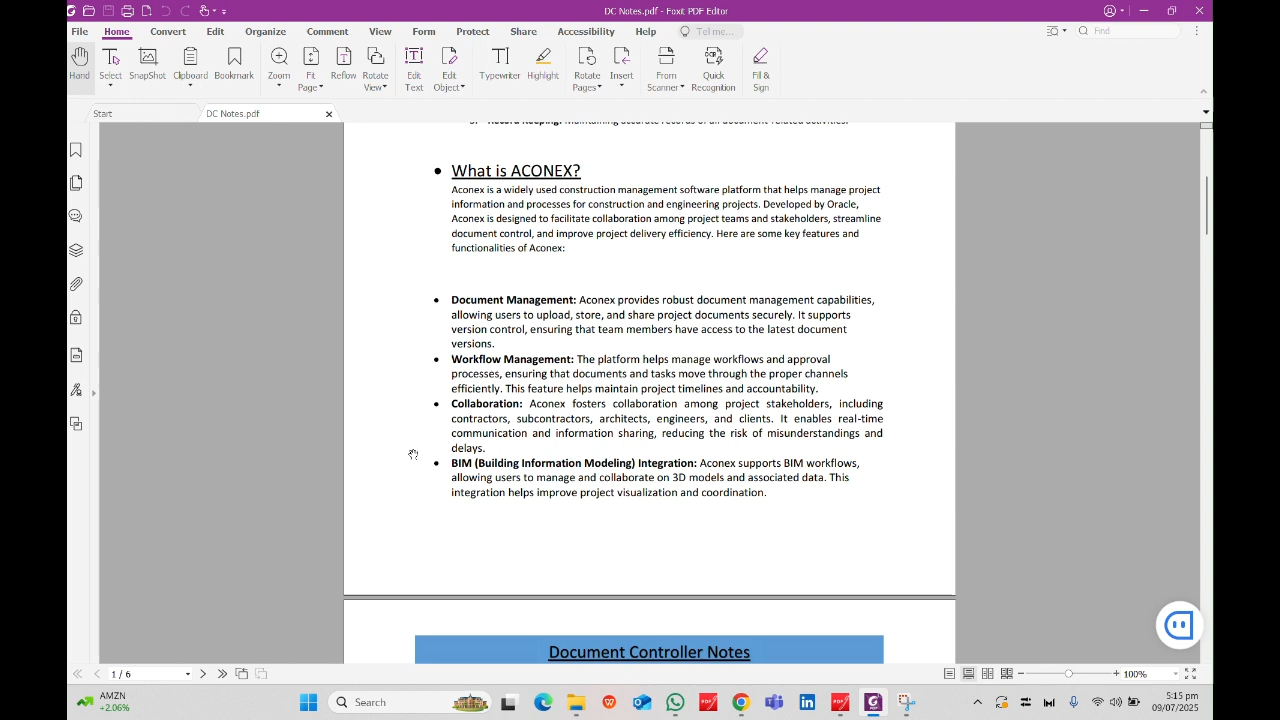 DC Notes.pdf - Foxit PDF Editor
File Home Convert Edit Organize Comment View Form Protect Share Accessibility Help Tell me... Find
Hand Select SnapShot Clipboard Bookmark Zoom Fit Page Reflow Rotate View Edit Text Edit Object Typewriter Highlight Rotate Pages Insert From Scanner Quick Recognition Fill & Sign
Start DC Notes.pdf
Record Keeping: Maintaining accurate records of all document-related activities.
• What is ACONEX?
Aconex is a widely used construction management software platform that helps manage project
information and processes for construction and engineering projects. Developed by Oracle,
Aconex is designed to facilitate collaboration among project teams and stakeholders, streamline
document control, and improve project delivery efficiency. Here are some key features and
functionalities of Aconex:
• Document Management: Aconex provides robust document management capabilities,
allowing users to upload, store, and share project documents securely. It supports
version control, ensuring that team members have access to the latest document
versions.
• Workflow Management: The platform helps manage workflows and approval
processes, ensuring that documents and tasks move through the proper channels
efficiently. This feature helps maintain project timelines and accountability.
• Collaboration: Aconex fosters collaboration among project stakeholders, including
contractors, subcontractors, architects, engineers, and clients. It enables real-time
communication and information sharing, reducing the risk of misunderstandings and
delays.
• BIM (Building Information Modeling) Integration: Aconex supports BIM workflows,
allowing users to manage and collaborate on 3D models and associated data. This
integration helps improve project visualization and coordination.
Document Controller Notes
1 / 6 100%
AMZN
+2.06%
Search
5:15 pm
09/07/2025